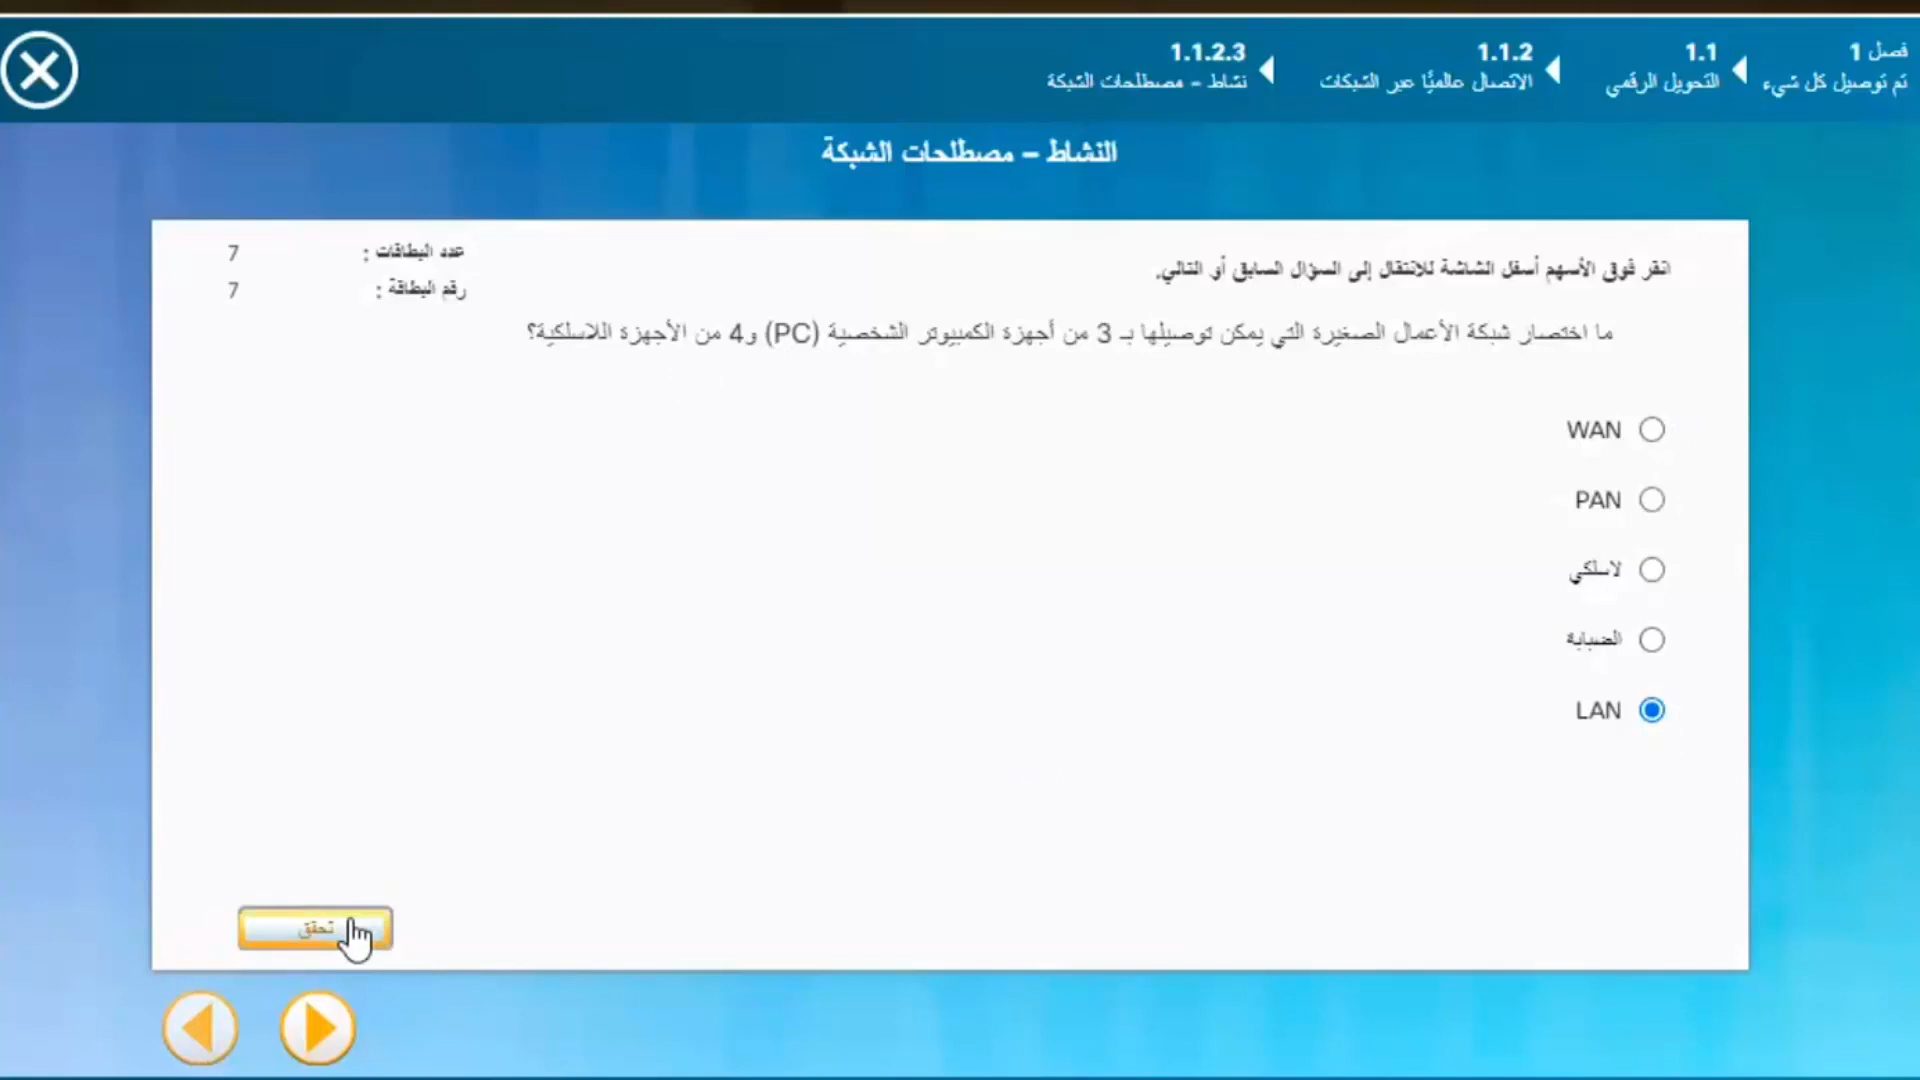 فصل 1
تم توصيل كل شيء
1.1
التحويل الرقمي
1.1.2
الاتصال عالميًا عبر الشبكات
1.1.2.3
نشاط – مصطلحات الشبكة
النشاط – مصطلحات الشبكة
انقر فوق الأسهم أسفل الشاشة للانتقال إلى السؤال السابق أو التالي.
عدد البطاقات : 7
رقم البطاقة : 7
ما اختصار شبكة الأعمال الصغيرة التي يمكن توصيلها بـ 3 من أجهزة الكمبيوتر الشخصية (PC) و4 من الأجهزة اللاسلكية؟
WAN
PAN
لاسلكي
الضبابة
LAN
تحقق